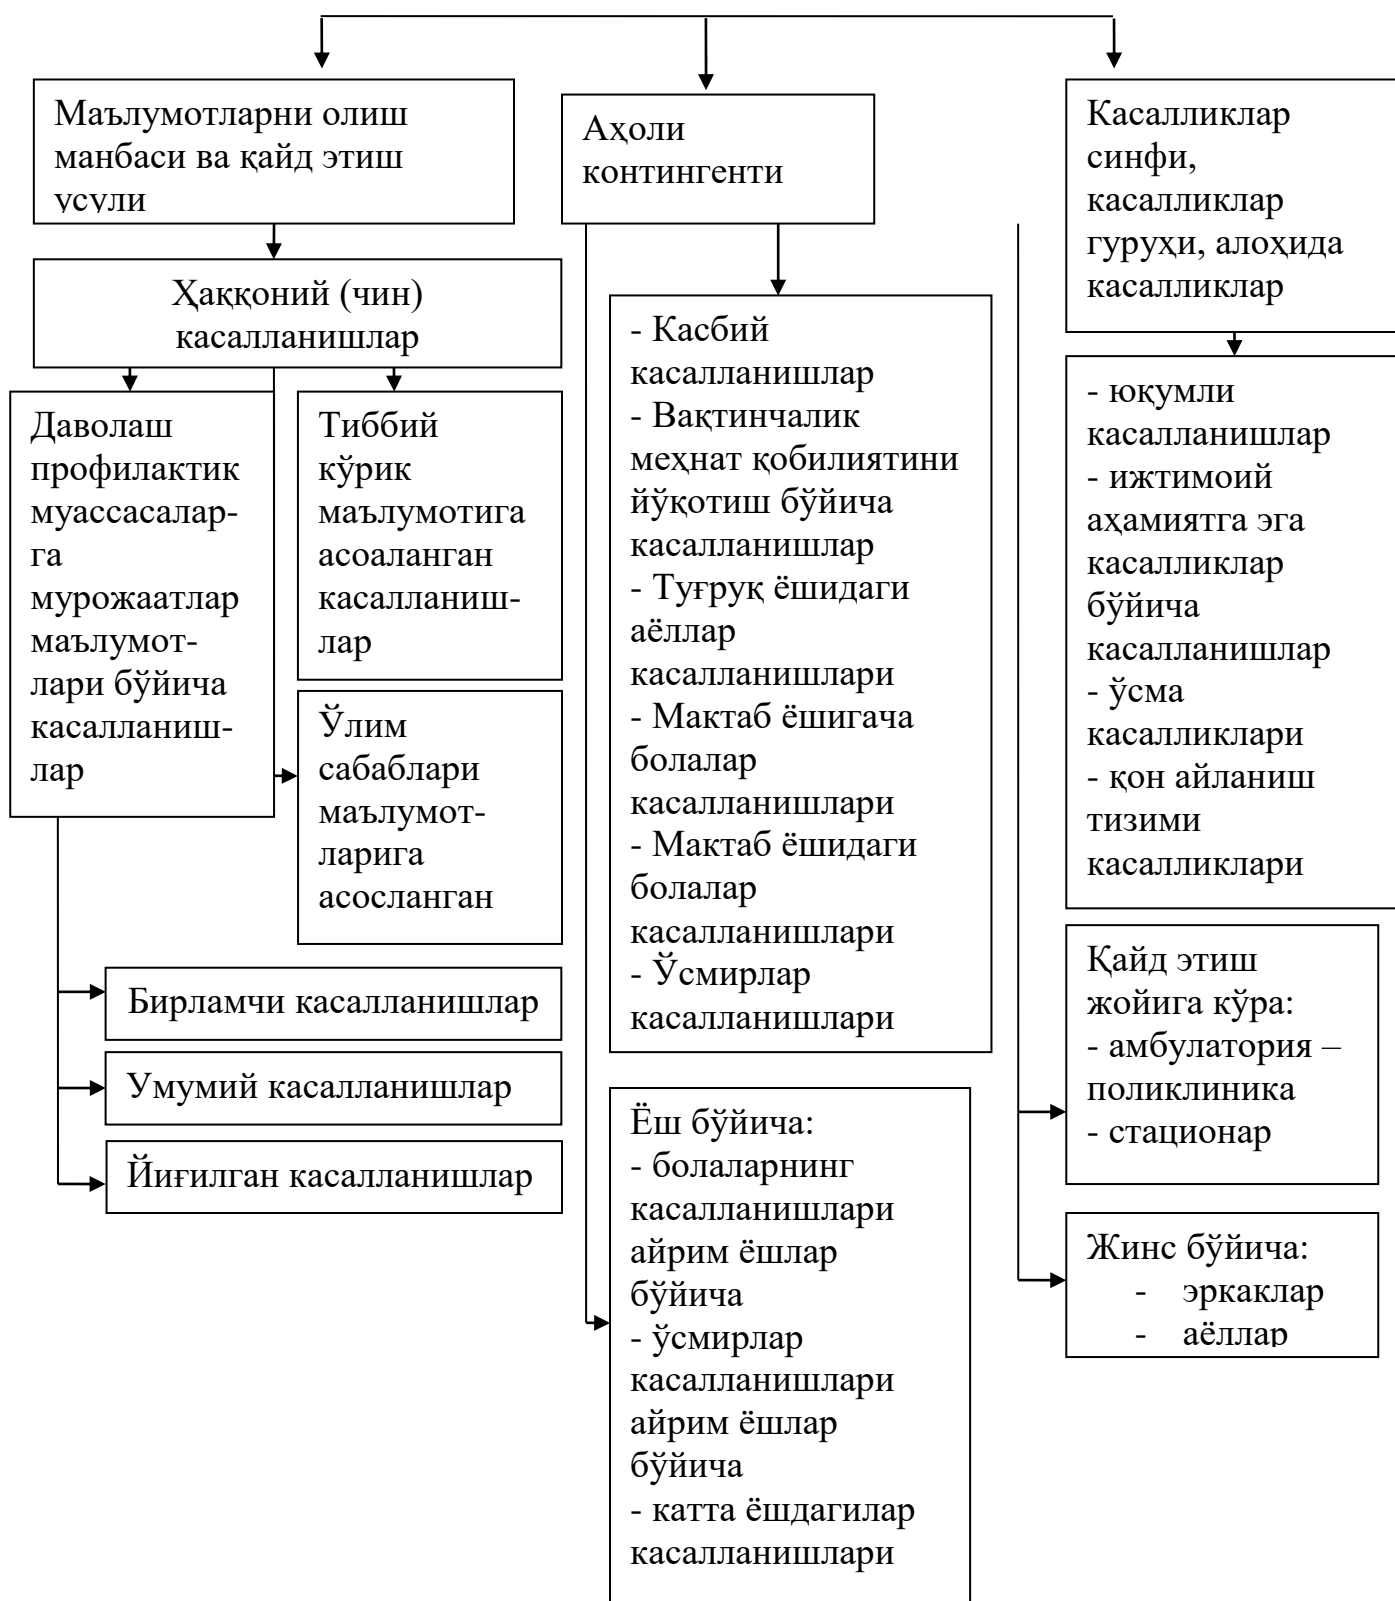 Маълумотларни олиш
манбаси ва қайд этиш
усули
Ҳаққоний (чин)
касалланишлар
Даволаш
профилактик
муассасалар-
га
мурожаатлар
маълумот-
лари бўйича
касалланиш-
лар
Тиббий
кўрик
маълумотига
асоаланган
касалланиш-
лар
Ўлим
сабаблари
маълумот-
ларига
асосланган
Бирламчи касалланишлар
Умумий касалланишлар
Йиғилган касалланишлар
Аҳоли
контингенти
- Касбий
касалланишлар
- Вақтинчалик
меҳнат қобилиятини
йўқотиш бўйича
касалланишлар
- Туғруқ ёшидаги
аёллар
касалланишлари
- Мактаб ёшигача
болалар
касалланишлари
- Мактаб ёшидаги
болалар
касалланишлари
- Ўсмирлар
касалланишлари
Ёш бўйича:
- болаларнинг
касалланишлари
айрим ёшлар
бўйича
- ўсмирлар
касалланишлари
айрим ёшлар
бўйича
- катта ёшдагилар
касалланишлари
Касалликлар
синфи,
касалликлар
гуруҳи, алоҳида
касалликлар
- юқумли
касалланишлар
- ижтимоий
аҳамиятга эга
касалликлар
бўйича
касалланишлар
- ўсма
касалликлари
- қон айланиш
тизими
касалликлари
Қайд этиш
жойига кўра:
- амбулатория –
поликлиника
- стационар
Жинс бўйича:
- эркаклар
- аёллар